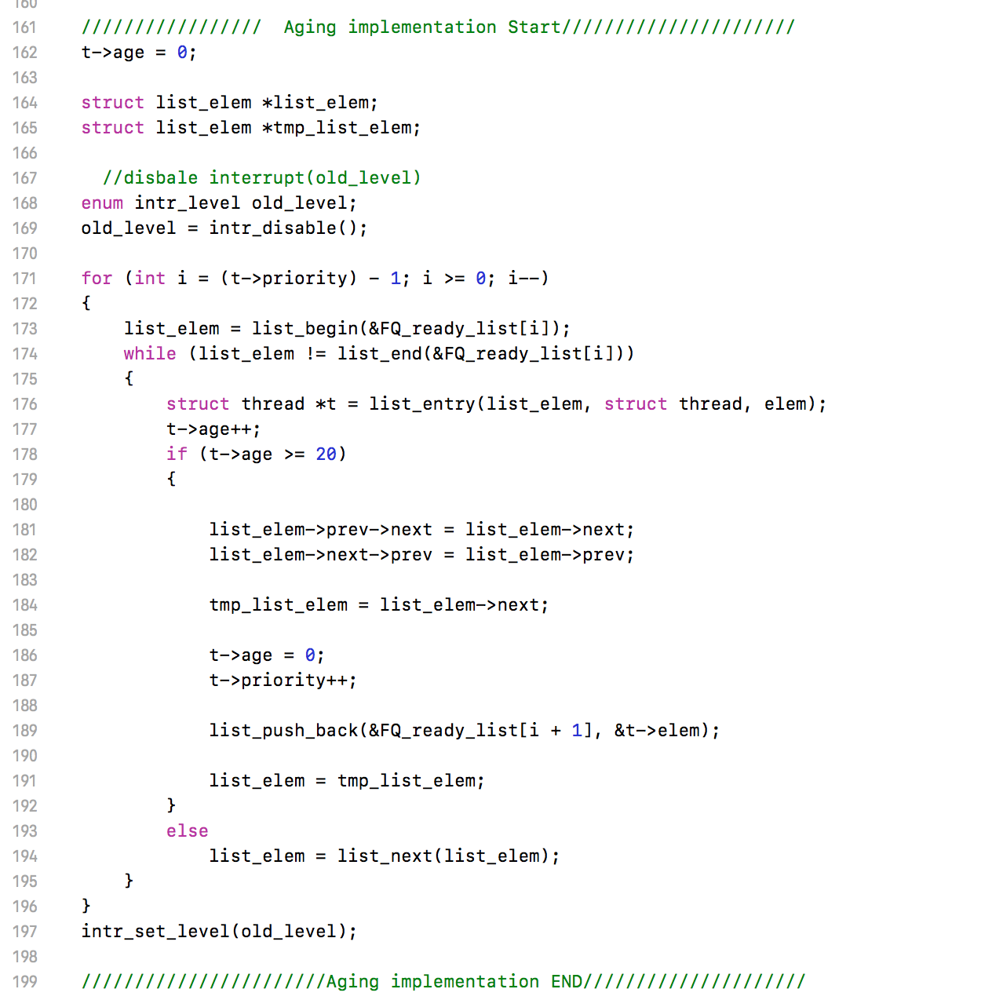 160
161 ///////////////// Aging implementation Start//////////////////////
162 t->age = 0;
163
164 struct list_elem *list_elem;
165 struct list_elem *tmp_list_elem;
166
167 //disbale interrupt(old_level)
168 enum intr_level old_level;
169 old_level = intr_disable();
170
171 for (int i = (t->priority) - 1; i >= 0; i--)
172 {
173 list_elem = list_begin(&FQ_ready_list[i]);
174 while (list_elem != list_end(&FQ_ready_list[i]))
175 {
176 struct thread *t = list_entry(list_elem, struct thread, elem);
177 t->age++;
178 if (t->age >= 20)
179 {
180
181 list_elem->prev->next = list_elem->next;
182 list_elem->next->prev = list_elem->prev;
183
184 tmp_list_elem = list_elem->next;
185
186 t->age = 0;
187 t->priority++;
188
189 list_push_back(&FQ_ready_list[i + 1], &t->elem);
190
191 list_elem = tmp_list_elem;
192 }
193 else
194 list_elem = list_next(list_elem);
195 }
196 }
197 intr_set_level(old_level);
198
199 ///////////////////////Aging implementation END/////////////////////